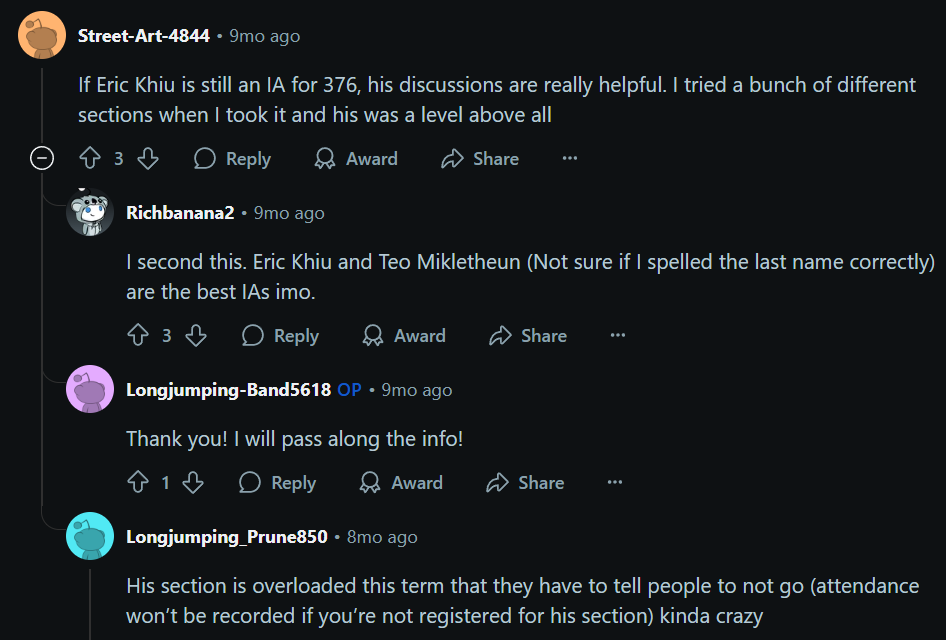 Street-Art-4844 • 9mo ago
If Eric Khiu is still an IA for 376, his discussions are really helpful. I tried a bunch of different
sections when I took it and his was a level above all
3 Reply Award Share ...
Richbanana2 • 9mo ago
I second this. Eric Khiu and Teo Mikletheun (Not sure if I spelled the last name correctly)
are the best IAs imo.
3 Reply Award Share ...
Longjumping-Band5618 OP • 9mo ago
Thank you! I will pass along the info!
1 Reply Award Share ...
Longjumping_Prune850 • 8mo ago
His section is overloaded this term that they have to tell people to not go (attendance
won’t be recorded if you’re not registered for his section) kinda crazy